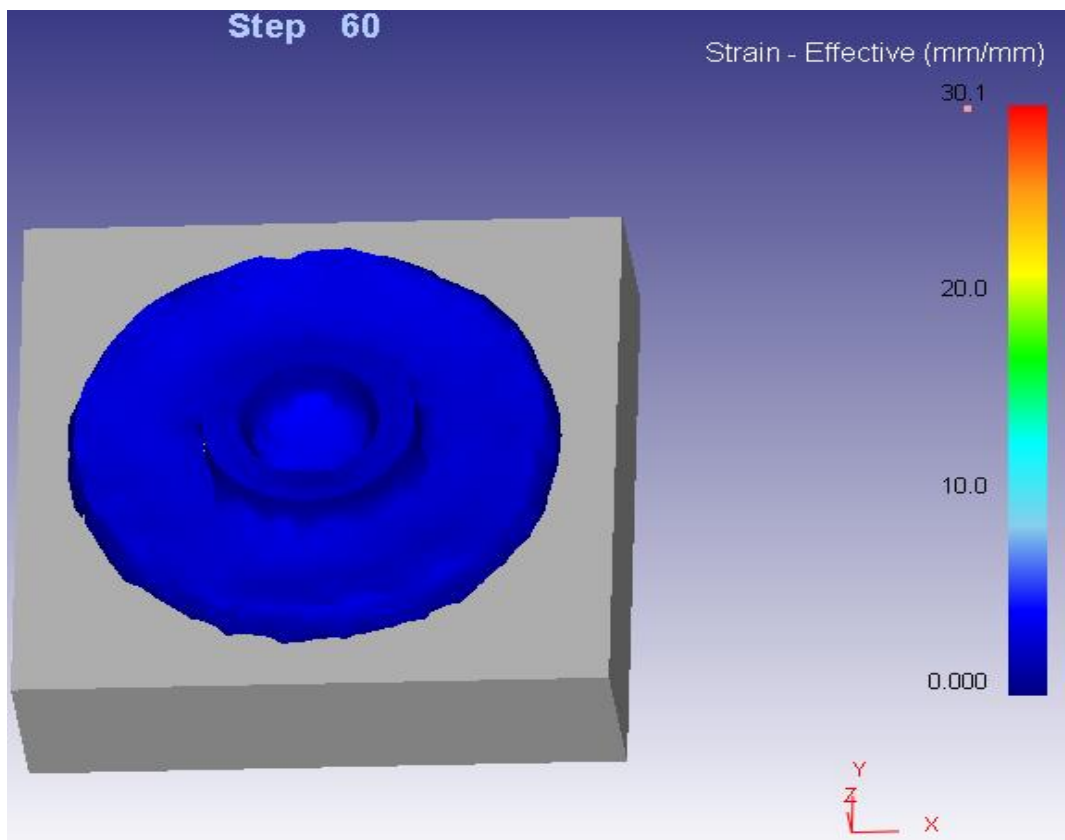 Step 60
Strain - Effective (mm/mm)
30.1
20.0
10.0
0.000
Y
Z
X